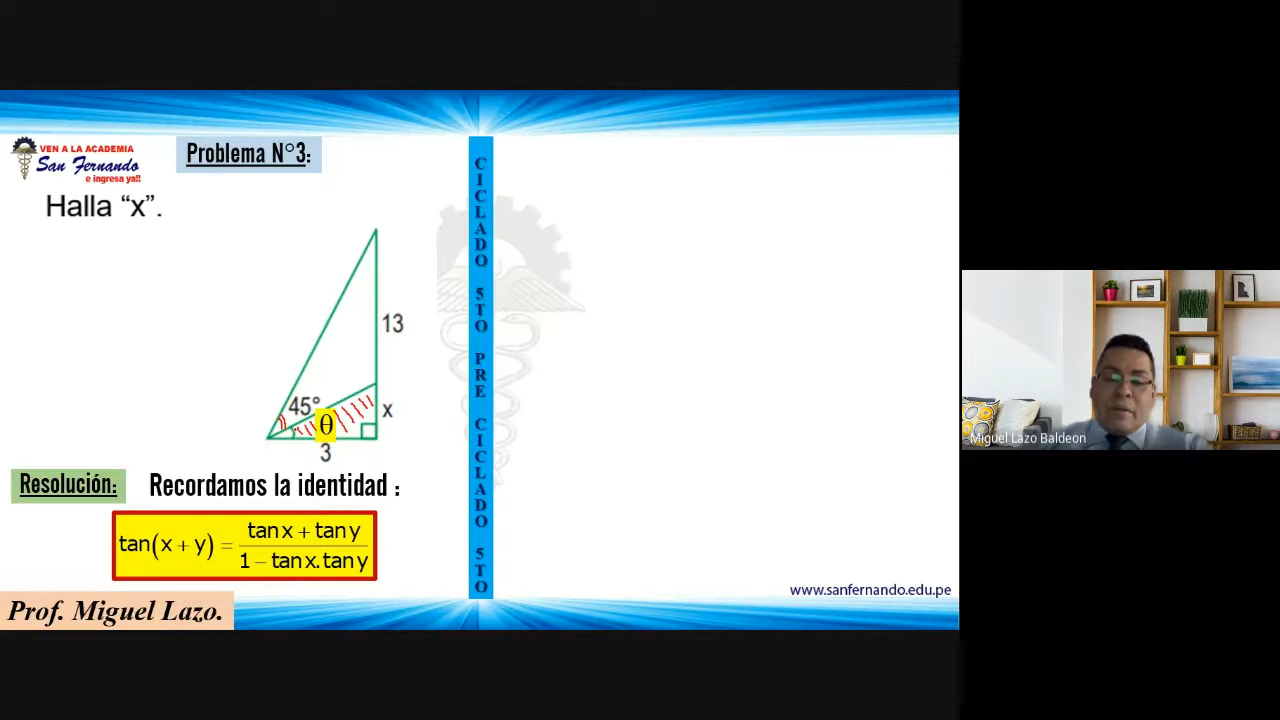 VEN A LA ACADEMIA
San Fernando
e ingresa ya!!
Problema N°3:
Halla “x”.
13
45°
θ
x
3
Resolución:
Recordamos la identidad :
tan(x + y) = (tan x + tan y) / (1 − tan x. tan y)
Prof. Miguel Lazo.
CICLADO 5TO PRE CICLADO 5TO
www.sanfernando.edu.pe
Miguel Lazo Baldeon